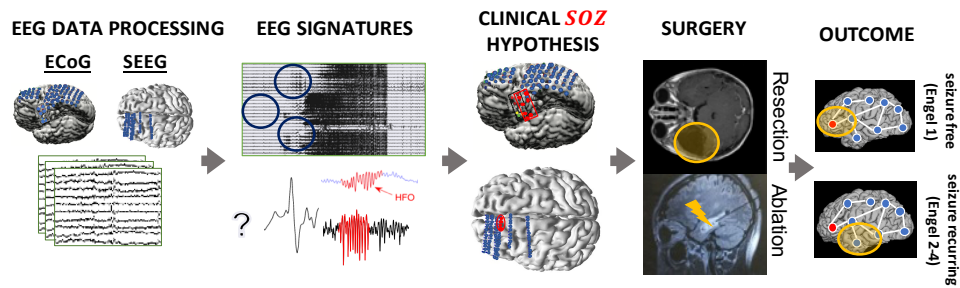 EEG DATA PROCESSING
ECoG
SEEG
EEG SIGNATURES
?
HFO
CLINICAL SOZ
HYPOTHESIS
SURGERY
Resection
Ablation
OUTCOME
seizure free
(Engel 1)
seizure recurring
(Engel 2-4)